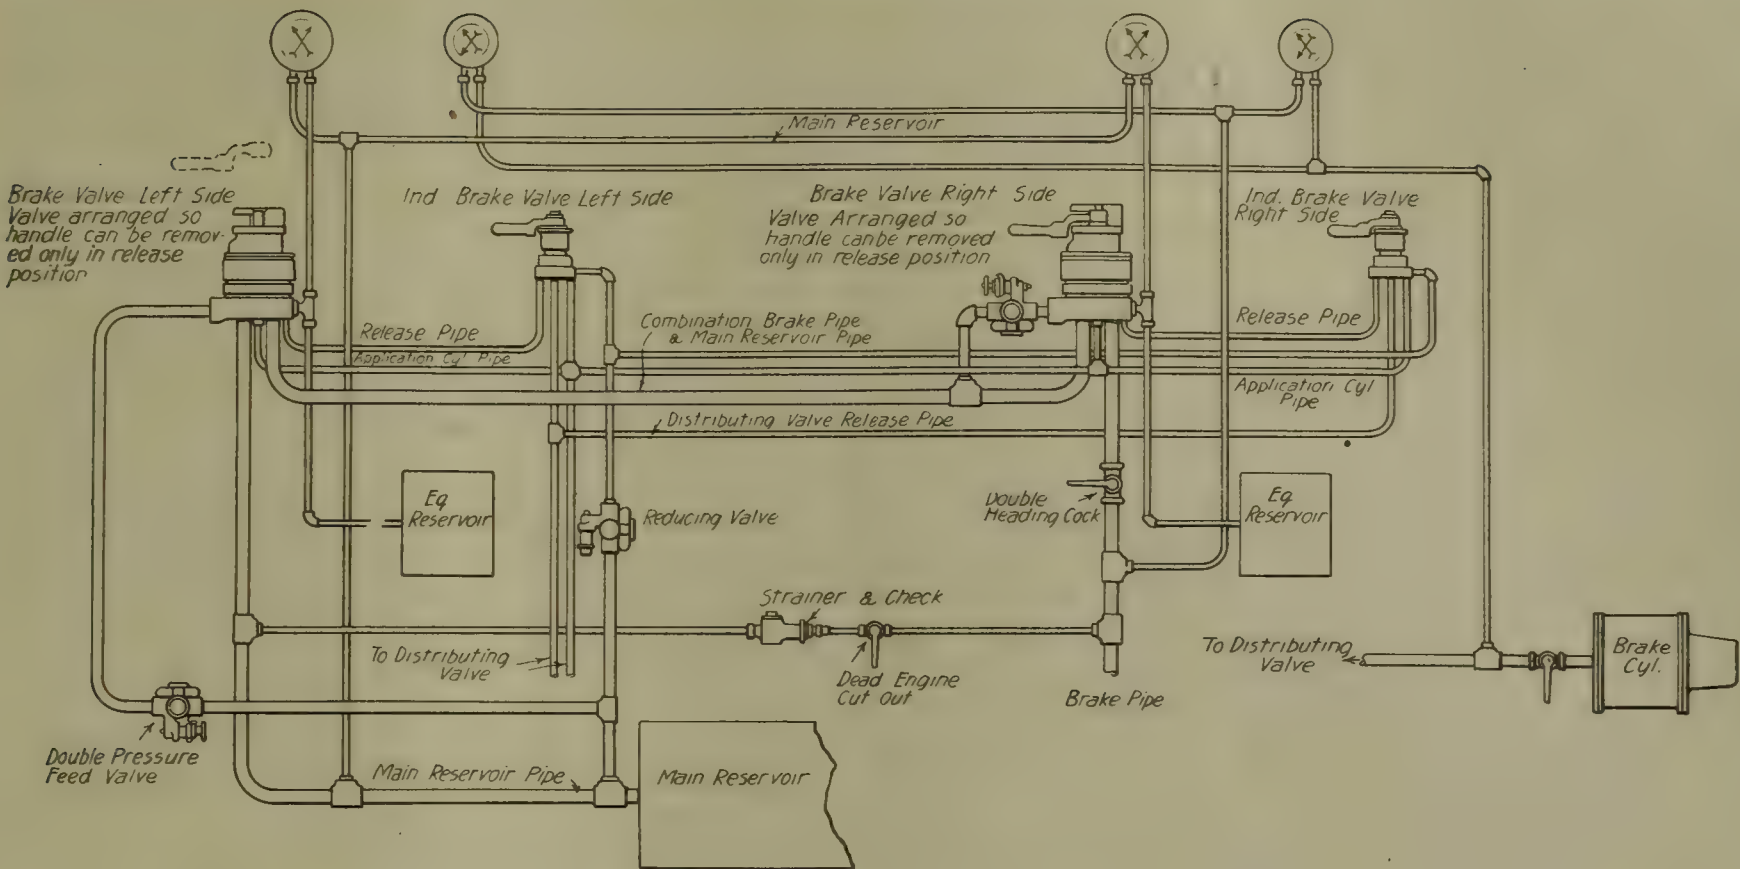 Main Reservoir
Brake Valve Left Side
Valve arranged so
handle can be remov-
ed only in release
position
Ind Brake Valve Left Side
Brake Valve Right Side
Valve Arranged so
handle can be removed
only in release position
Ind. Brake Valve
Right Side
Release Pipe
Application Cyl Pipe
Combination Brake Pipe
& Main Reservoir Pipe
Release Pipe
Application Cyl
Pipe
Distributing Valve Release Pipe
Eq
Reservoir
Reducing Valve
Double
Heading Cock
Eq
Reservoir
Strainer & Check
To Distributing
Valve
Dead Engine
Cut Out
Brake Pipe
To Distributing
Valve
Brake
Cyl.
Double Pressure
Feed Valve
Main Reservoir Pipe
Main Reservoir